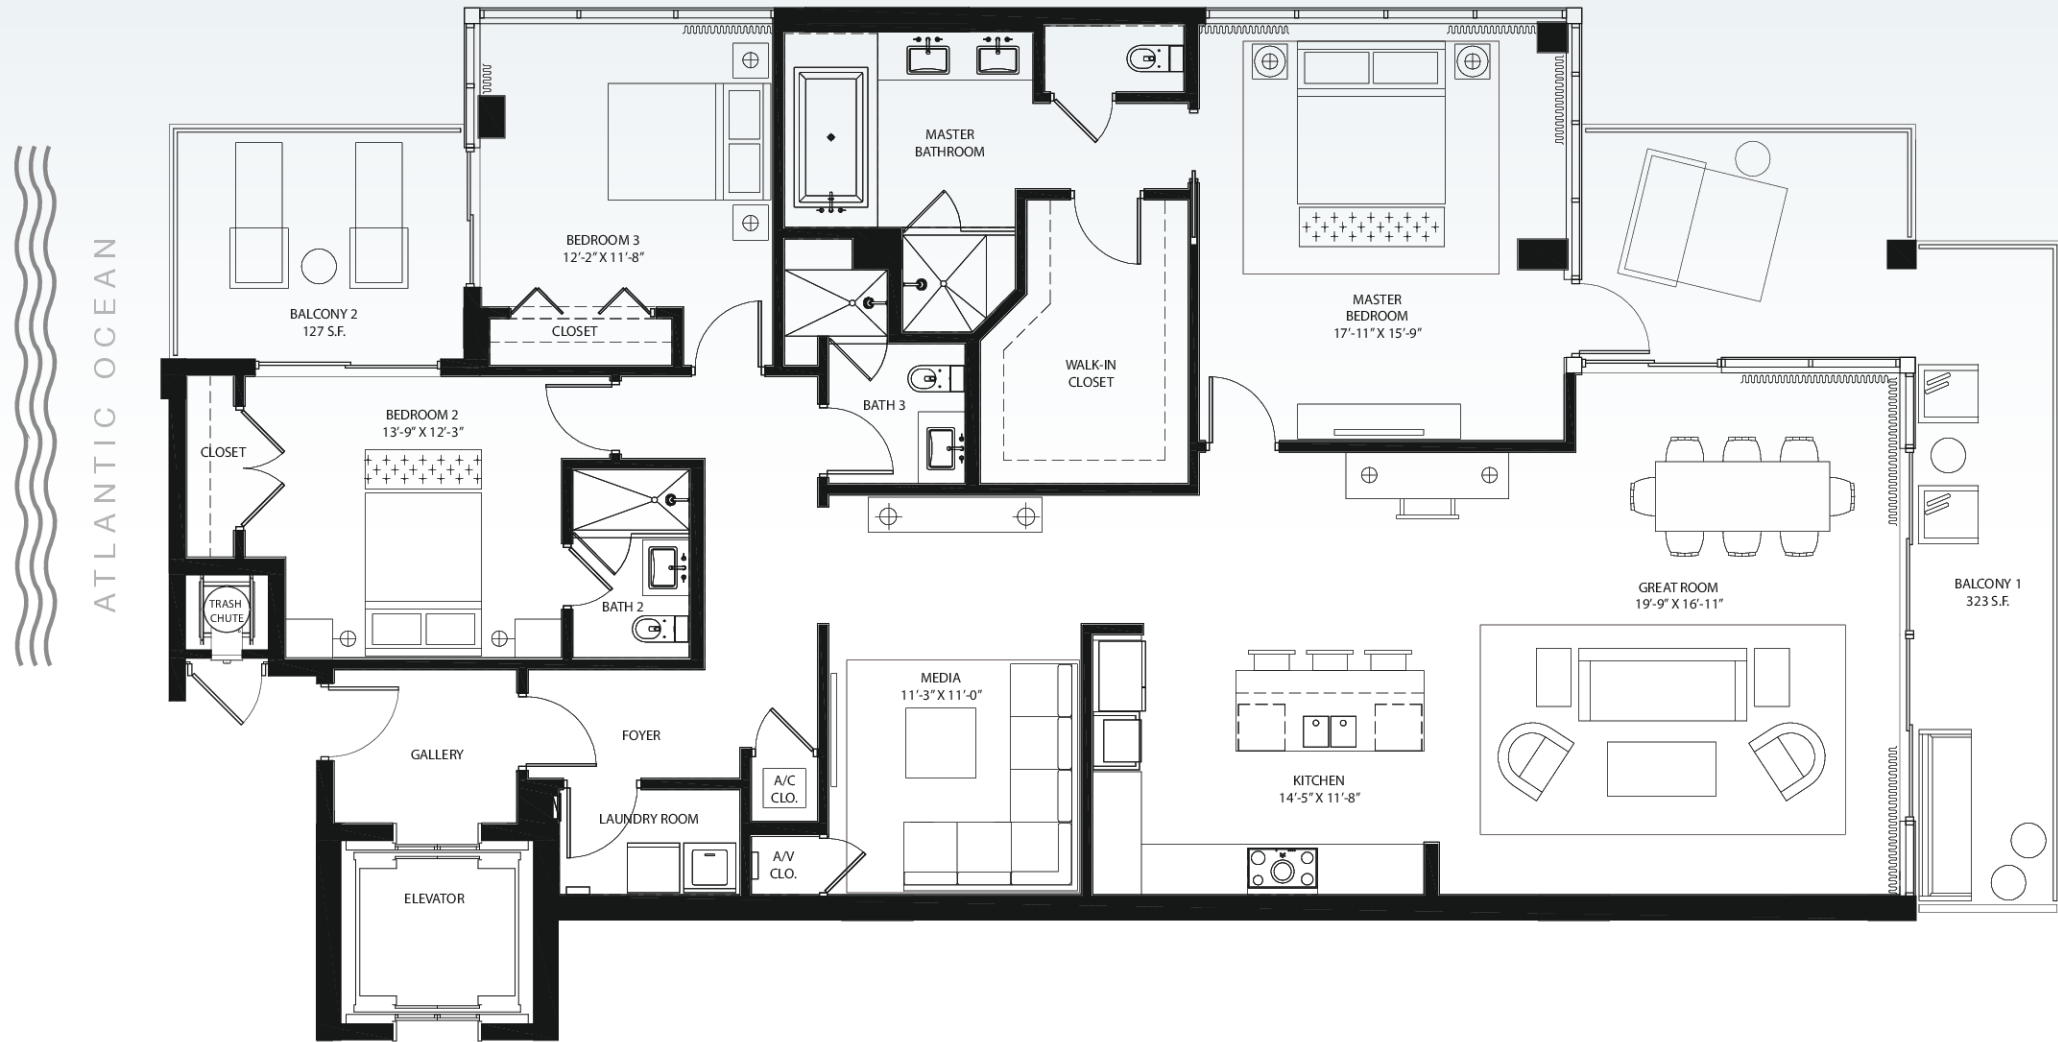 ATLANTIC OCEAN
BALCONY 2
127 S.F.
BEDROOM 3
12'-2" X 11'-8"
CLOSET
MASTER
BATHROOM
MASTER
BEDROOM
17'-11" X 15'-9"
WALK-IN
CLOSET
BATH 3
BEDROOM 2
13'-9" X 12'-3"
CLOSET
TRASH
CHUTE
BATH 2
GREAT ROOM
19'-9" X 16'-11"
BALCONY 1
323 S.F.
MEDIA
11'-3" X 11'-0"
GALLERY
FOYER
A/C
CLO.
KITCHEN
14'-5" X 11'-8"
LAUNDRY ROOM
A/V
CLO.
ELEVATOR